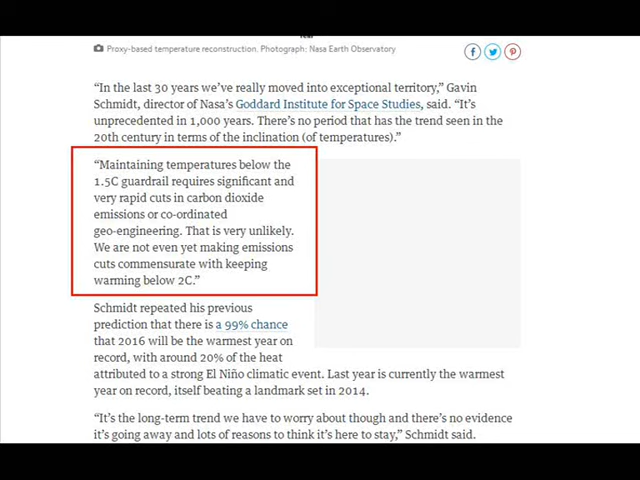 Proxy-based temperature reconstruction. Photograph: Nasa Earth Observatory
“In the last 30 years we’ve really moved into exceptional territory,” Gavin
Schmidt, director of Nasa’s Goddard Institute for Space Studies, said. “It’s
unprecedented in 1,000 years. There’s no period that has the trend seen in the
20th century in terms of the inclination (of temperatures).”
“Maintaining temperatures below the
1.5C guardrail requires significant and
very rapid cuts in carbon dioxide
emissions or co-ordinated
geo-engineering. That is very unlikely.
We are not even yet making emissions
cuts commensurate with keeping
warming below 2C.”
Schmidt repeated his previous
prediction that there is a 99% chance
that 2016 will be the warmest year on
record, with around 20% of the heat
attributed to a strong El Niño climatic event. Last year is currently the warmest
year on record, itself beating a landmark set in 2014.
“It’s the long-term trend we have to worry about though and there’s no evidence
it’s going away and lots of reasons to think it’s here to stay,” Schmidt said.